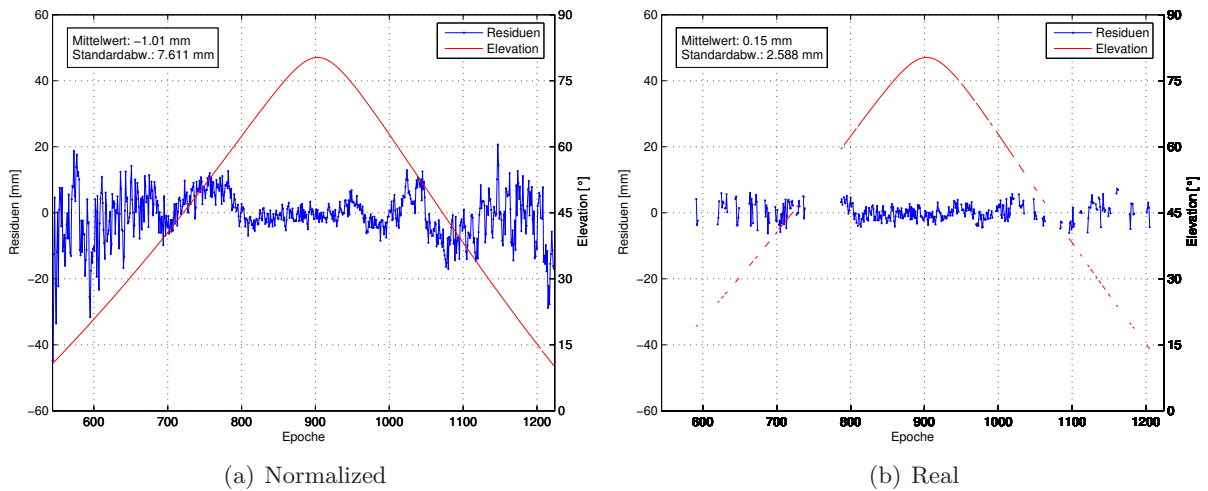 Mittelwert: −1.01 mm
Standardabw.: 7.611 mm
Residuen
Elevation
60
40
20
0
−20
−40
−60
Residuen [mm]
90
75
60
45
30
15
0
Elevation [°]
600 700 800 900 1000 1100 1200
Epoche
(a) Normalized
Mittelwert: 0.15 mm
Standardabw.: 2.588 mm
Residuen
Elevation
60
40
20
0
−20
−40
−60
Residuen [mm]
90
75
60
45
30
15
0
Elevation [°]
600 700 800 900 1000 1100 1200
Epoche
(b) Real